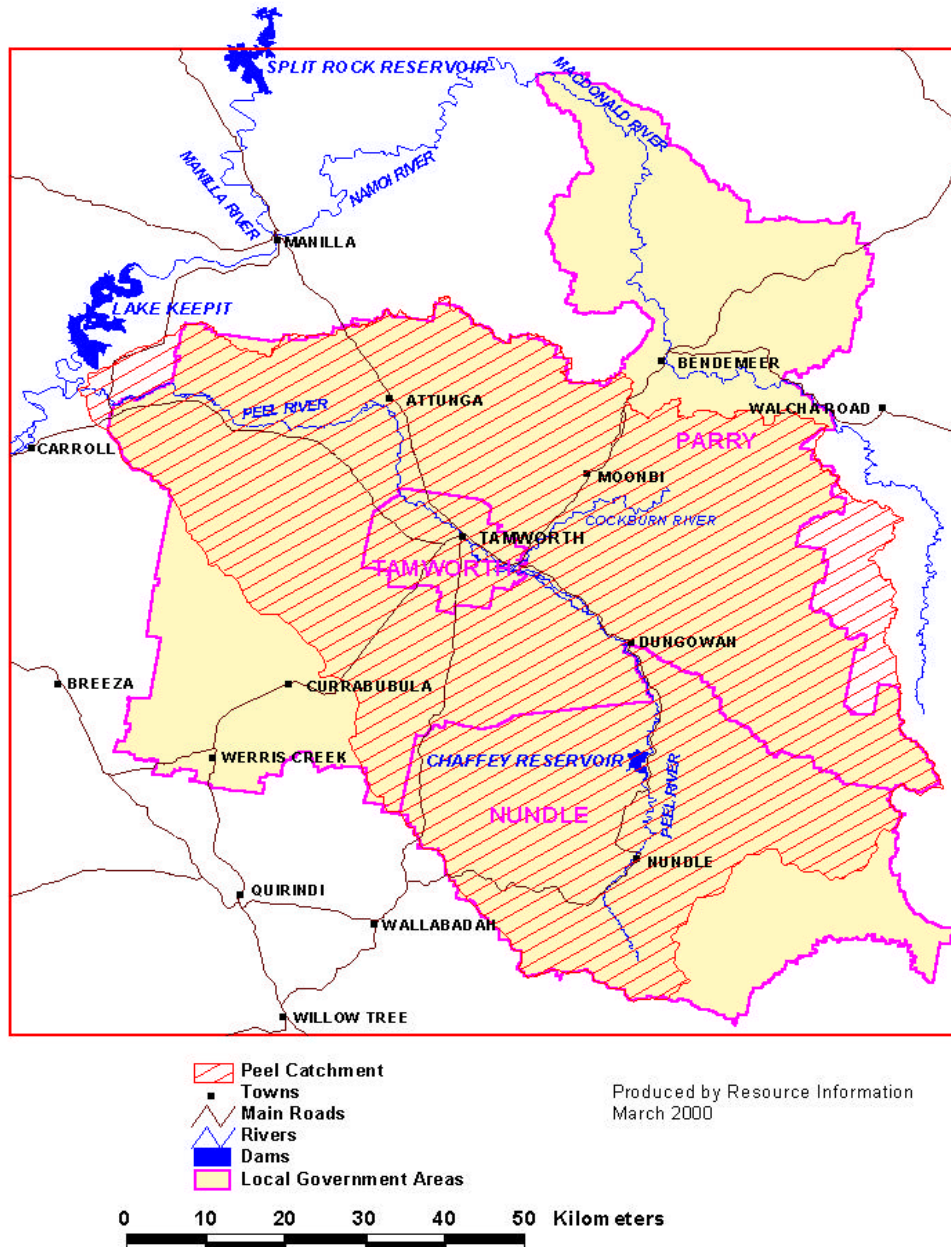 SPLIT ROCK RESERVOIR
MACDONALD RIVER
MANILLA RIVER
NAMOI RIVER
MANILLA
LAKE KEEPIT
BENDEMEER
PEEL RIVER
ATTUNGA
WALCHA ROAD
PARRY
CARROLL
MOONBI
COCKBURN RIVER
TAMWORTH
TAMWORTH
DUNGOWAN
BREEZA
CURRABUBULA
WERRIS CREEK
CHAFFEY RESERVOIR
PEEL RIVER
NUNDLE
NUNDLE
QUIRINDI
WALLABADAH
WILLOW TREE
Peel Catchment
Towns
Main Roads
Rivers
Dams
Local Government Areas
Produced by Resource Information
March 2000
0 10 20 30 40 50 Kilometers